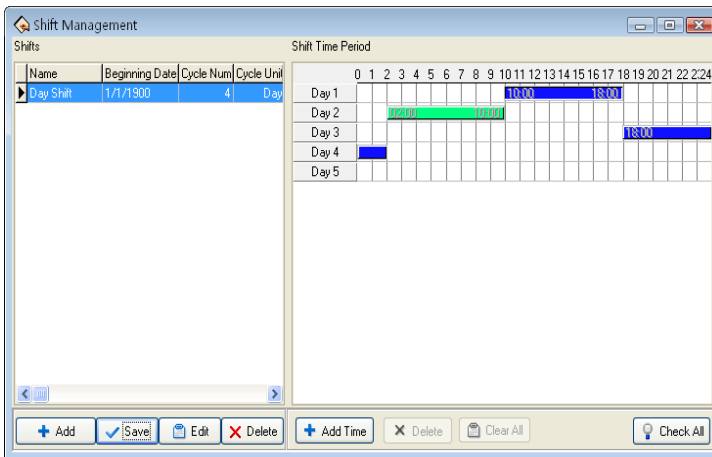 Shift Management
Shifts
Shift Time Period
Name Beginning Date Cycle Num Cycle Unit
Day Shift 1/1/1900 4 Day
0 1 2 3 4 5 6 7 8 9 10 11 12 13 14 15 16 17 18 19 20 21 22 2324
Day 1 10:00 18:00
Day 2 02:00 10:00
Day 3 18:00
Day 4
Day 5
Add Save Edit Delete Add Time Delete Clear All Check All